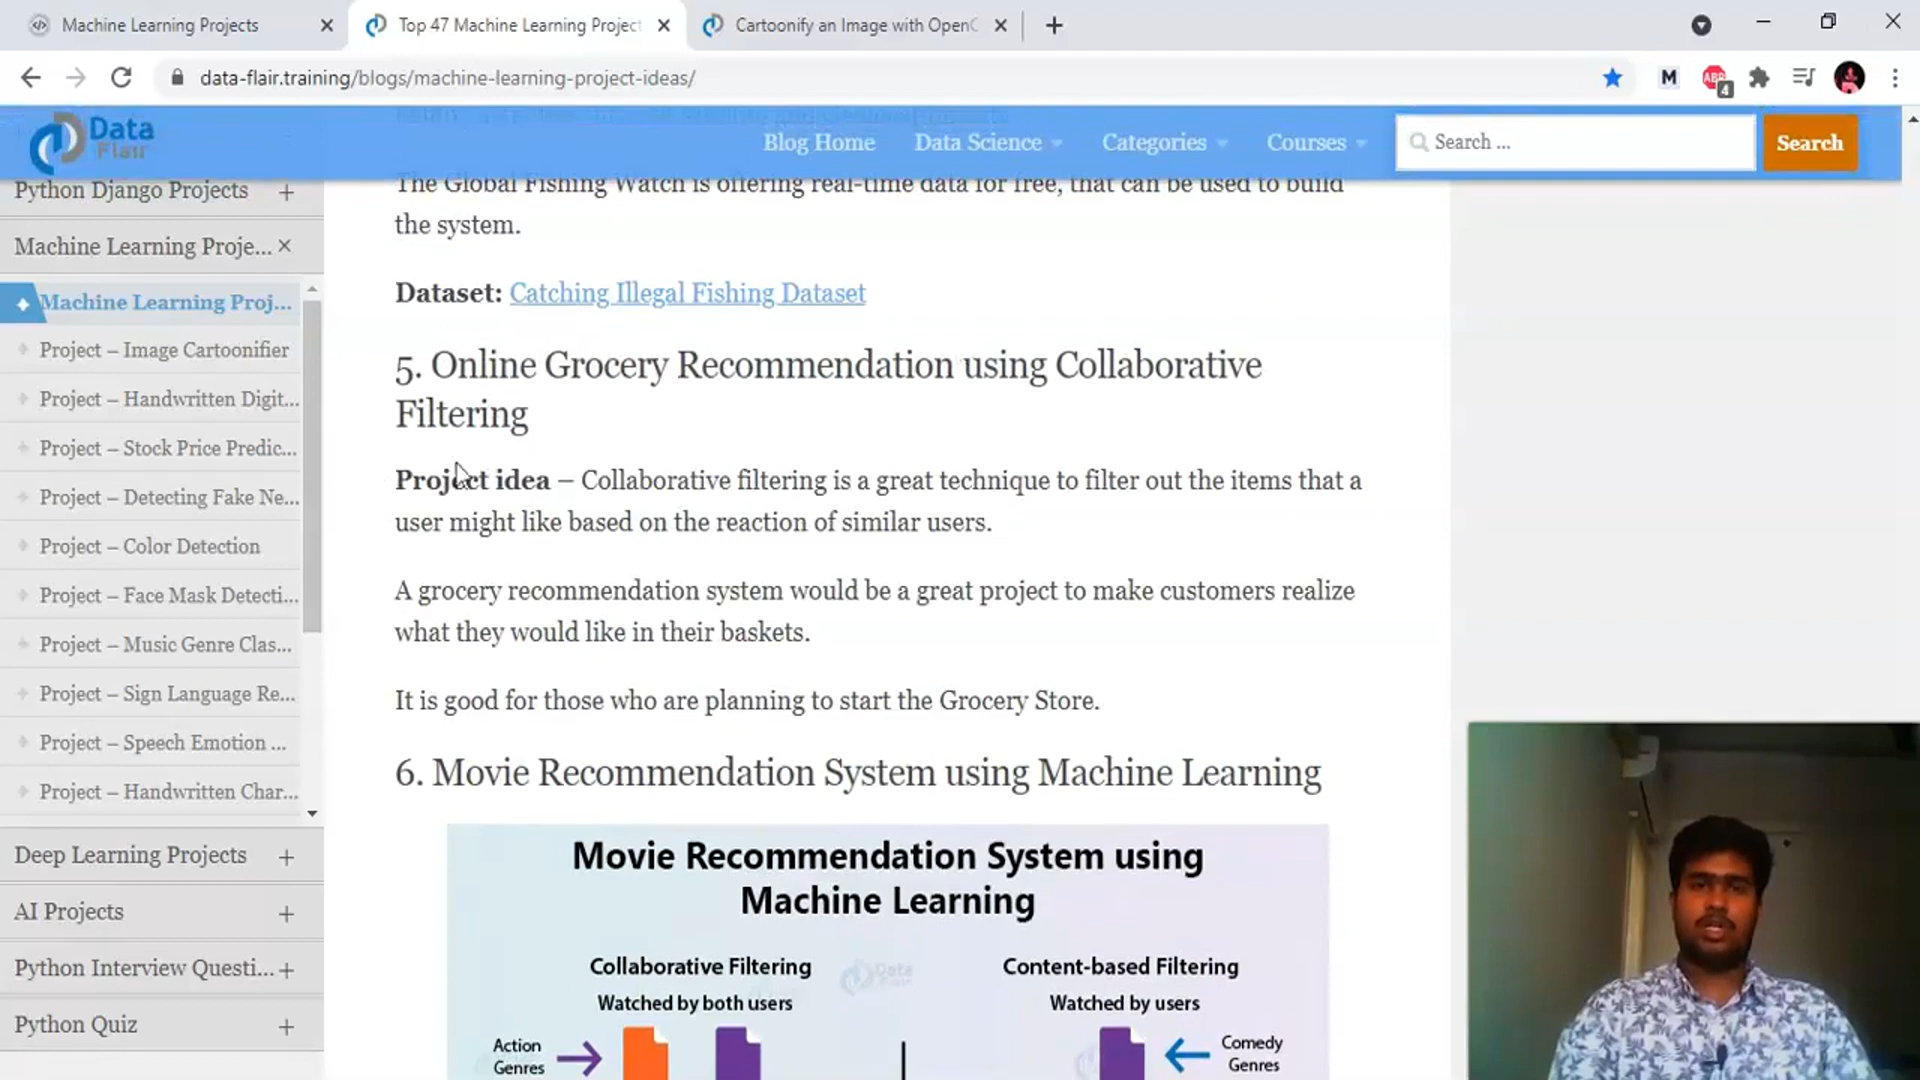 Machine Learning Projects
Top 47 Machine Learning Project
Cartoonify an Image with OpenC
data-flair.training/blogs/machine-learning-project-ideas/
M
ABP
4
Data
Flair
Blog Home
Data Science
Categories
Courses
Search ...
Search
Python Django Projects
Machine Learning Proje...
Machine Learning Proj...
Project – Image Cartoonifier
Project – Handwritten Digit...
Project – Stock Price Predic...
Project – Detecting Fake Ne...
Project – Color Detection
Project – Face Mask Detecti...
Project – Music Genre Clas...
Project – Sign Language Re...
Project – Speech Emotion ...
Project – Handwritten Char...
Deep Learning Projects
AI Projects
Python Interview Questi...
Python Quiz
The Global Fishing Watch is offering real-time data for free, that can be used to build
the system.
Dataset: Catching Illegal Fishing Dataset
5. Online Grocery Recommendation using Collaborative
Filtering
Project idea – Collaborative filtering is a great technique to filter out the items that a
user might like based on the reaction of similar users.
A grocery recommendation system would be a great project to make customers realize
what they would like in their baskets.
It is good for those who are planning to start the Grocery Store.
6. Movie Recommendation System using Machine Learning
Movie Recommendation System using
Machine Learning
Collaborative Filtering
Data
Flair
Content-based Filtering
Watched by both users
Watched by users
Action
Genres
Comedy
Genres